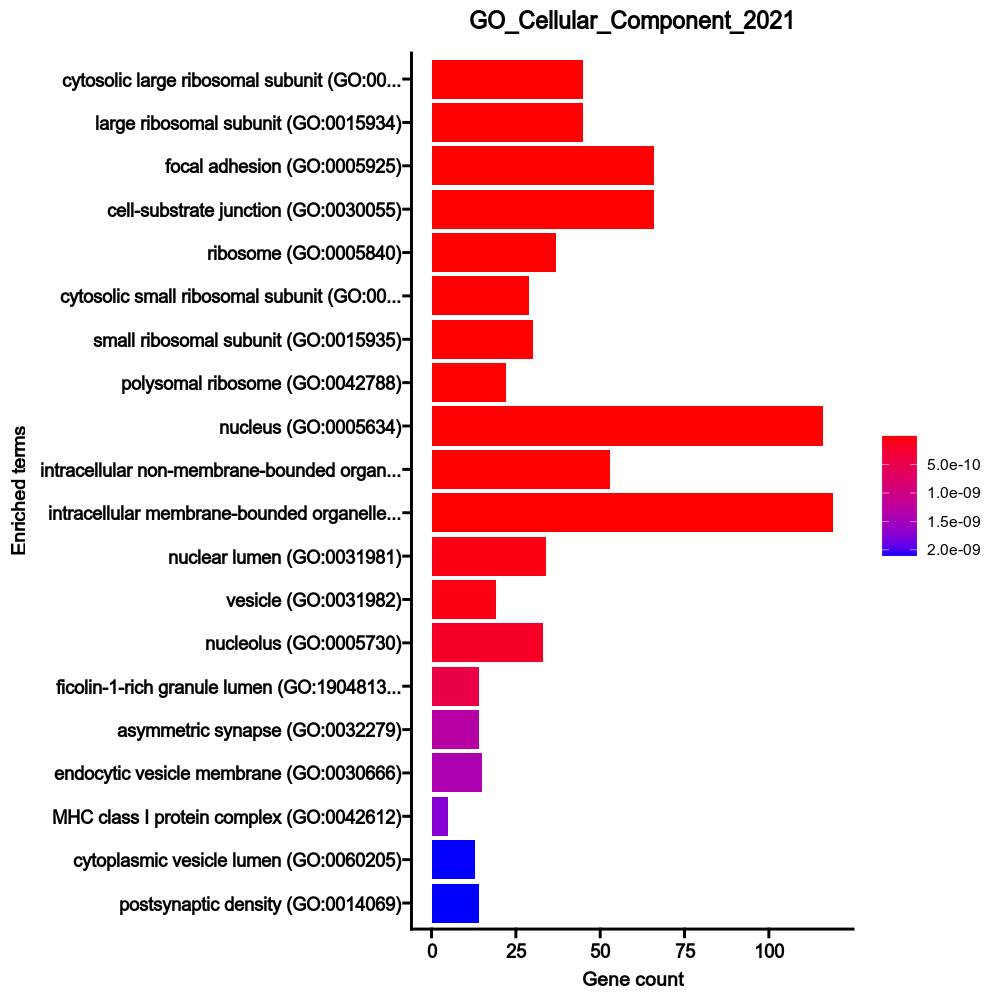 GO_Cellular_Component_2021
cytosolic large ribosomal subunit (GO:00...
large ribosomal subunit (GO:0015934)
focal adhesion (GO:0005925)
cell-substrate junction (GO:0030055)
ribosome (GO:0005840)
cytosolic small ribosomal subunit (GO:00...
small ribosomal subunit (GO:0015935)
polysomal ribosome (GO:0042788)
nucleus (GO:0005634)
intracellular non-membrane-bounded organ...
intracellular membrane-bounded organelle...
nuclear lumen (GO:0031981)
vesicle (GO:0031982)
nucleolus (GO:0005730)
ficolin-1-rich granule lumen (GO:1904813...
asymmetric synapse (GO:0032279)
endocytic vesicle membrane (GO:0030666)
MHC class I protein complex (GO:0042612)
cytoplasmic vesicle lumen (GO:0060205)
postsynaptic density (GO:0014069)
Enriched terms
0 25 50 75 100
Gene count
5.0e-10
1.0e-09
1.5e-09
2.0e-09